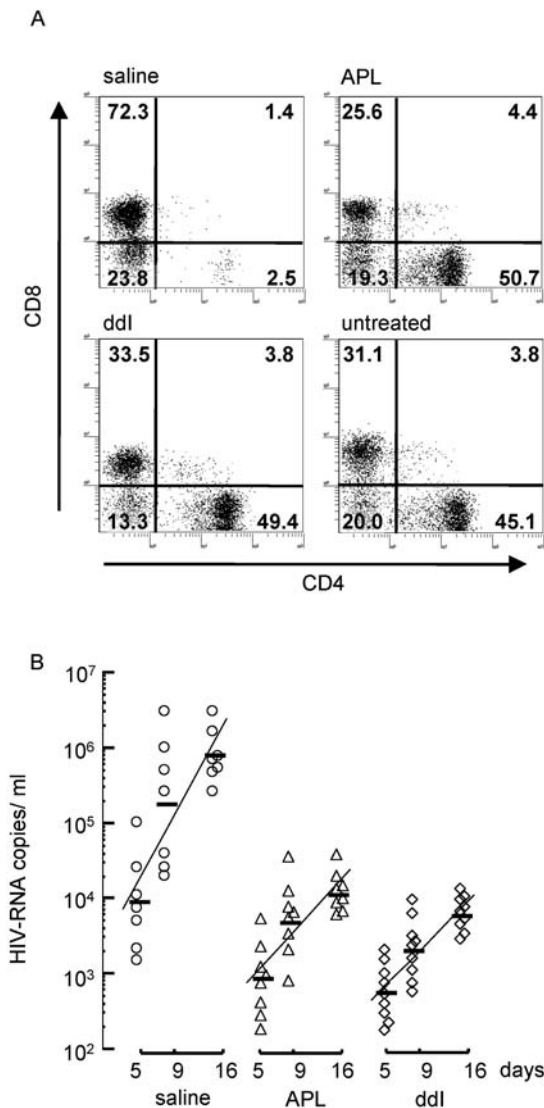 A
saline APL
72.3 1.4 25.6 4.4
23.8 2.5 19.3 50.7
ddI untreated
33.5 3.8 31.1 3.8
13.3 49.4 20.0 45.1
CD8
CD4
B
HIV-RNA copies/ ml
10⁷
10⁶
10⁵
10⁴
10³
10²
5 9 16 5 9 16 5 9 16 days
saline APL ddI